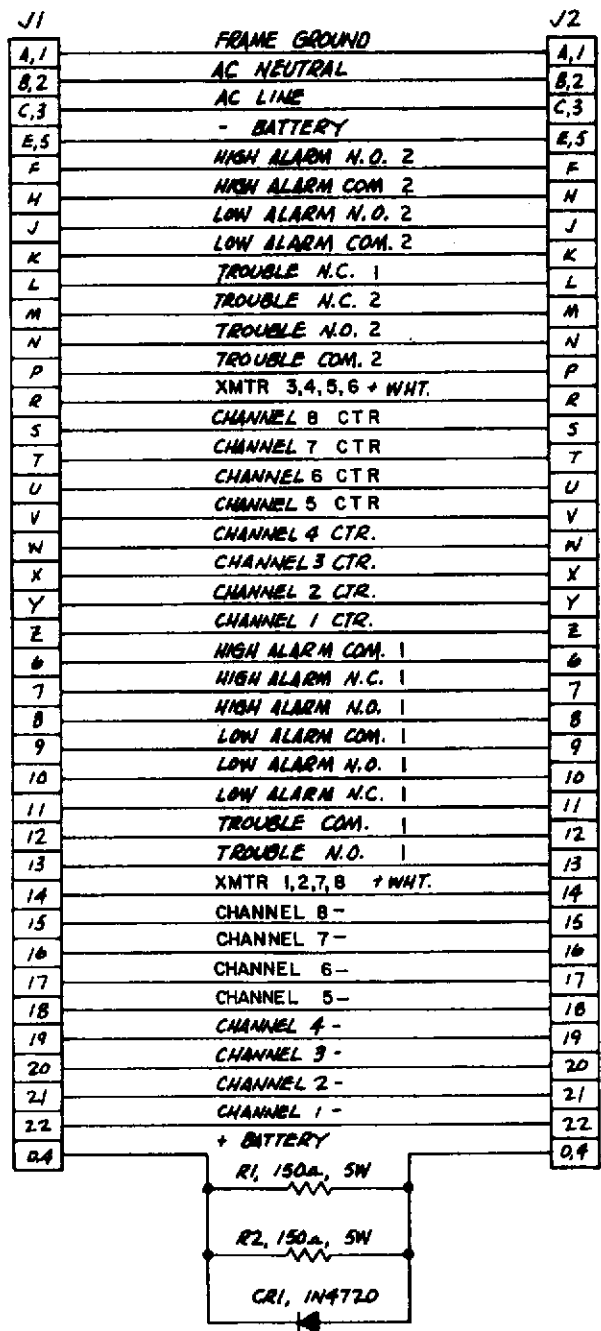 J1 J2
FRAME GROUND
A,1 A,1
AC NEUTRAL
B,2 B,2
AC LINE
C,3 C,3
- BATTERY
E,5 E,5
HIGH ALARM N.O. 2
F F
HIGH ALARM COM 2
H H
LOW ALARM N.O. 2
J J
LOW ALARM COM. 2
K K
TROUBLE N.C. 1
L L
TROUBLE N.C. 2
M M
TROUBLE N.O. 2
N N
TROUBLE COM. 2
P P
XMTR 3,4,5,6 + WHT.
R R
CHANNEL 8 CTR
S S
CHANNEL 7 CTR
T T
CHANNEL 6 CTR
U U
CHANNEL 5 CTR
V V
CHANNEL 4 CTR.
W W
CHANNEL 3 CTR.
X X
CHANNEL 2 CTR.
Y Y
CHANNEL 1 CTR.
Z Z
HIGH ALARM COM. 1
6 6
HIGH ALARM N.C. 1
7 7
HIGH ALARM N.O. 1
8 8
LOW ALARM COM. 1
9 9
LOW ALARM N.O. 1
10 10
LOW ALARM N.C. 1
11 11
TROUBLE COM. 1
12 12
TROUBLE N.O. 1
13 13
XMTR 1,2,7,8 + WHT.
14 14
CHANNEL 8-
15 15
CHANNEL 7-
16 16
CHANNEL 6-
17 17
CHANNEL 5-
18 18
CHANNEL 4 -
19 19
CHANNEL 3 -
20 20
CHANNEL 2 -
21 21
CHANNEL 1 -
22 22
+ BATTERY
D,4 D,4
R1, 150Ω, 5W
R2, 150Ω, 5W
CR1, 1N4720